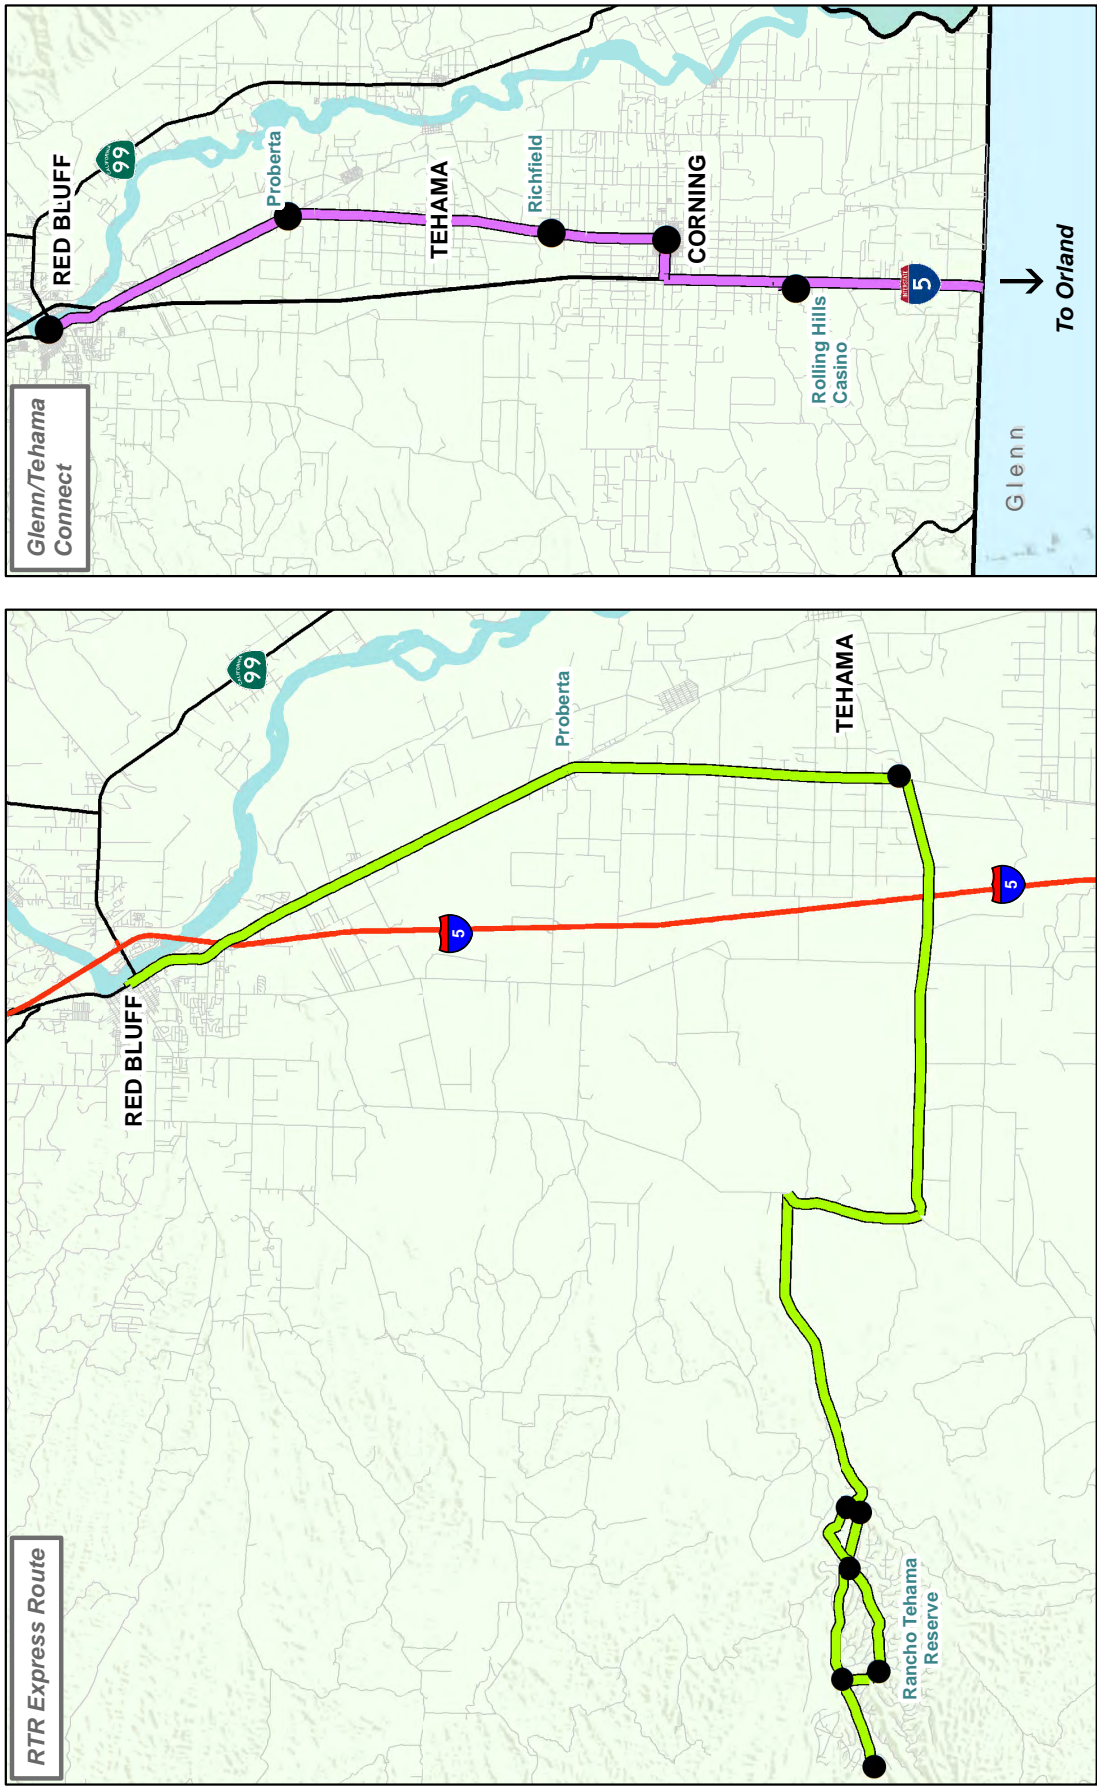 RTR Express Route
RED BLUFF
99
Proberta
TEHAMA
5
5
Rancho Tehama
Reserve
Glenn/Tehama
Connect
RED BLUFF
99
Proberta
TEHAMA
Richfield
CORNING
Rolling Hills
Casino
5
Glenn
To Orland